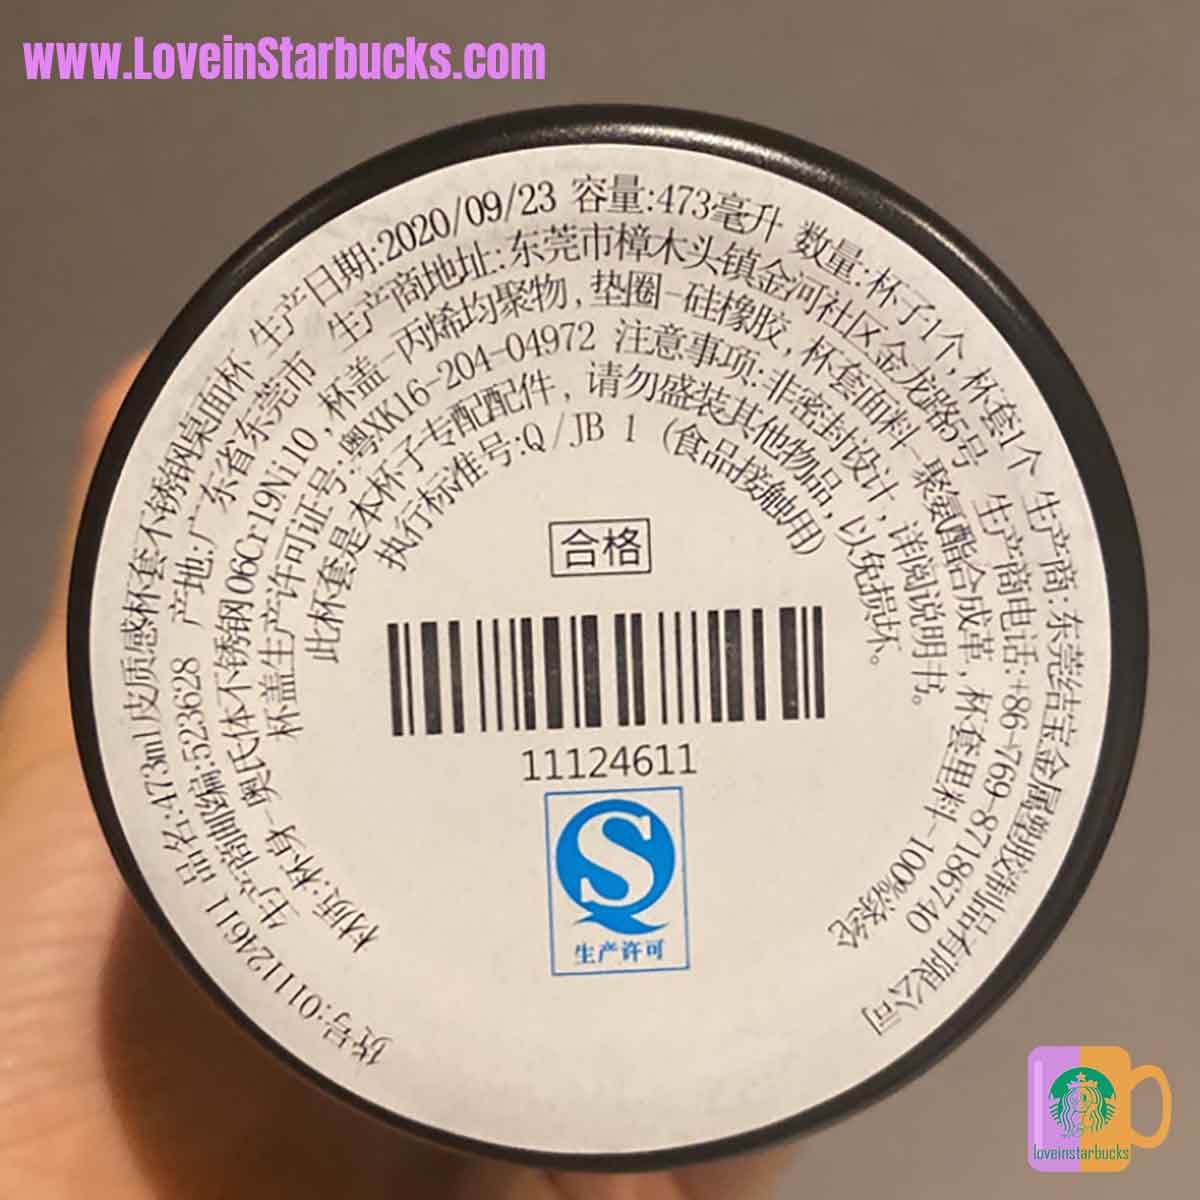 www.LoveinStarbucks.com
货号:011124611 品名:473ml皮质感杯套不锈钢桌面杯 生产日期:2020/09/23 容量:473毫升 数量:杯子1个,杯套1个 生产商:东莞结宝金属塑胶制品有限公司
生产商邮编:523628 产地:广东省东莞市 生产商地址:东莞市樟木头镇金河社区金龙路5号 生产商电话:+86-769-87186740
材质:杯身-奥氏体不锈钢06Cr19Ni10,杯盖-丙烯均聚物,垫圈-硅橡胶,杯套面料-聚氨酯合成革,杯套里料-100%涤纶
杯盖生产许可证号:粤XK16-204-04972 注意事项:非密封设计,详阅说明书。
此杯套是本杯子专配配件,请勿盛装其他物品,以免损坏。
执行标准号:Q/JB 1 (食品接触用)
合格
11124611
QS
生产许可
loveinstarbucks